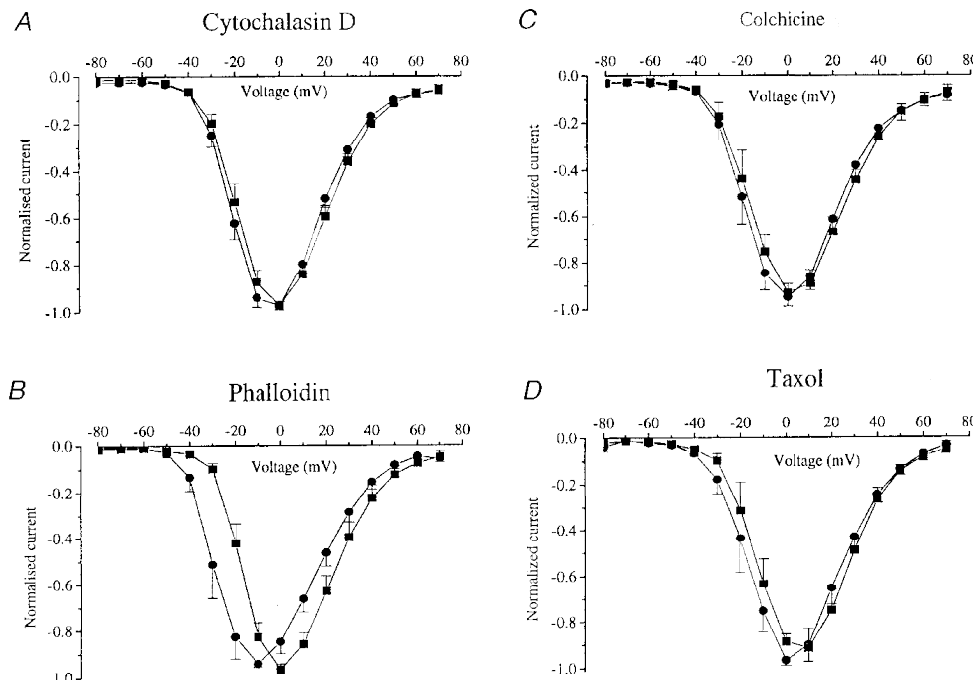 A
Cytochalasin D
-80 -60 -40 -20 0 20 40 60 80
0.0
Voltage (mV)
-0.2
-0.4
-0.6
-0.8
-1.0
Normalised current
C
Colchicine
-80 -60 -40 -20 0 20 40 60 80
0.0
Voltage (mV)
-0.2
-0.4
-0.6
-0.8
-1.0
Normalized current
B
Phalloidin
-80 -60 -40 -20 0 20 40 60 80
0.0
Voltage (mV)
-0.2
-0.4
-0.6
-0.8
-1.0
Normalised current
D
Taxol
-80 -60 -40 -20 0 20 40 60 80
0.0
Voltage (mV)
-0.2
-0.4
-0.6
-0.8
-1.0
Normalized current